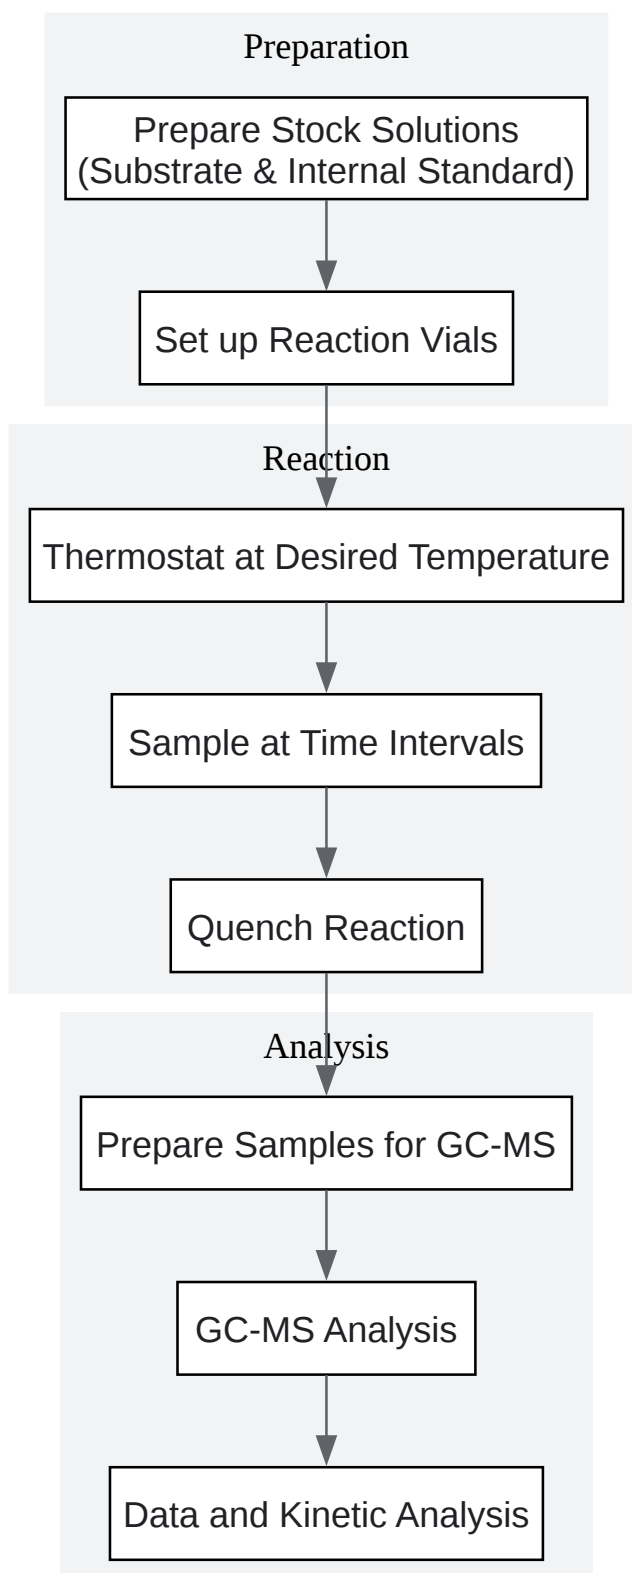 Preparation
Prepare Stock Solutions
(Substrate & Internal Standard)
Set up Reaction Vials
Reaction
Thermostat at Desired Temperature
Sample at Time Intervals
Quench Reaction
Analysis
Prepare Samples for GC-MS
GC-MS Analysis
Data and Kinetic Analysis